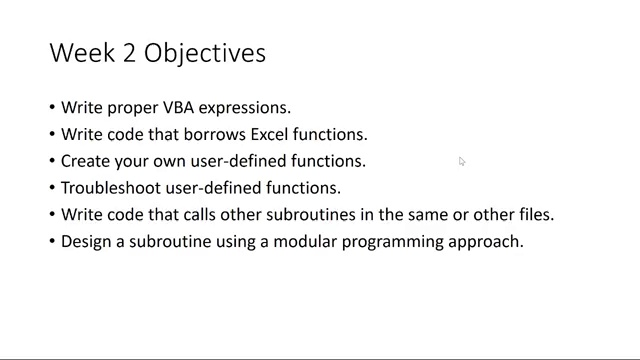 Week 2 Objectives
• Write proper VBA expressions.
• Write code that borrows Excel functions.
• Create your own user-defined functions.
• Troubleshoot user-defined functions.
• Write code that calls other subroutines in the same or other files.
• Design a subroutine using a modular programming approach.